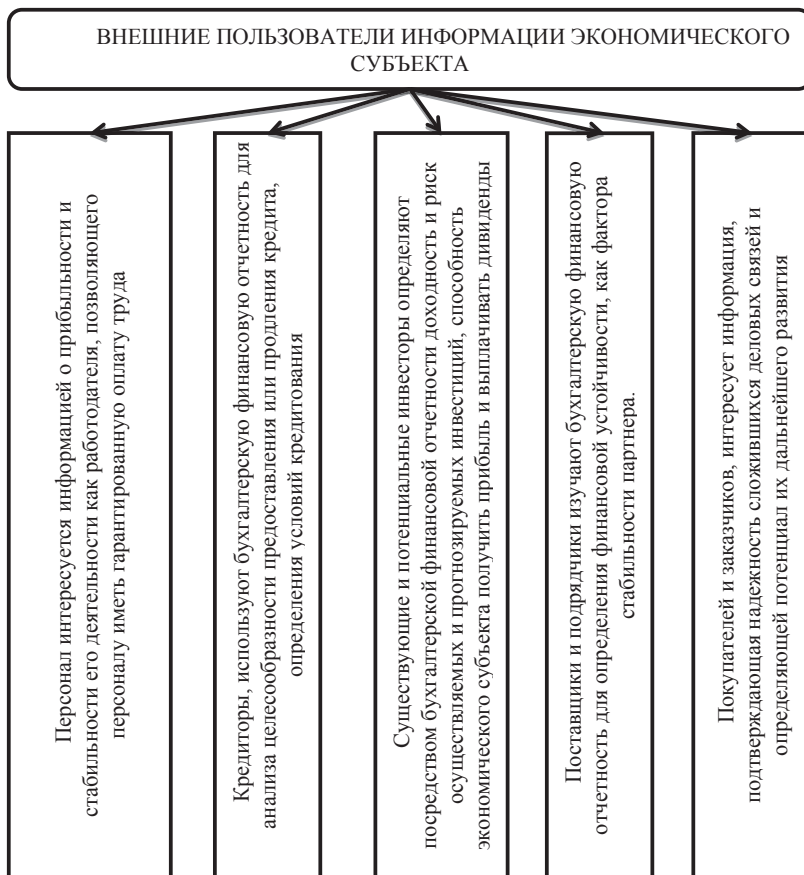 ВНЕШНИЕ ПОЛЬЗОВАТЕЛИ ИНФОРМАЦИИ ЭКОНОМИЧЕСКОГО
СУБЪЕКТА
Персонал интересуется информацией о прибыльности и
стабильности его деятельности как работодателя, позволяющего
персоналу иметь гарантированную оплату труда
Кредиторы, используют бухгалтерскую финансовую отчетность для
анализа целесообразности предоставления или продления кредита,
определения условий кредитования
Существующие и потенциальные инвесторы определяют
посредством бухгалтерской финансовой отчетности доходность и риск
осуществляемых и прогнозируемых инвестиций, способность
экономического субъекта получить прибыль и выплачивать дивиденды
Поставщики и подрядчики изучают бухгалтерскую финансовую
отчетность для определения финансовой устойчивости, как фактора
стабильности партнера.
Покупателей и заказчиков, интересует информация,
подтверждающая надежность сложившихся деловых связей и
определяющей потенциал их дальнейшего развития